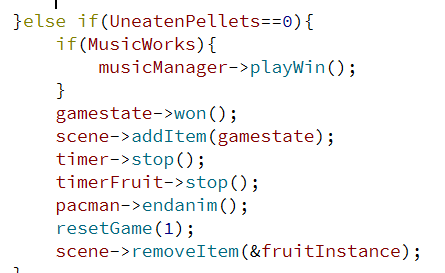 }else if(UneatenPellets==0){
if(MusicWorks){
musicManager->playWin();
}
gamestate->won();
scene->addItem(gamestate);
timer->stop();
timerFruit->stop();
pacman->endanim();
resetGame(1);
scene->removeItem(&fruitInstance);
}